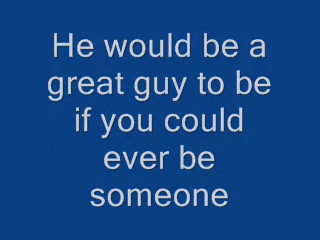 He would be a
great guy to be
if you could
ever be
someone